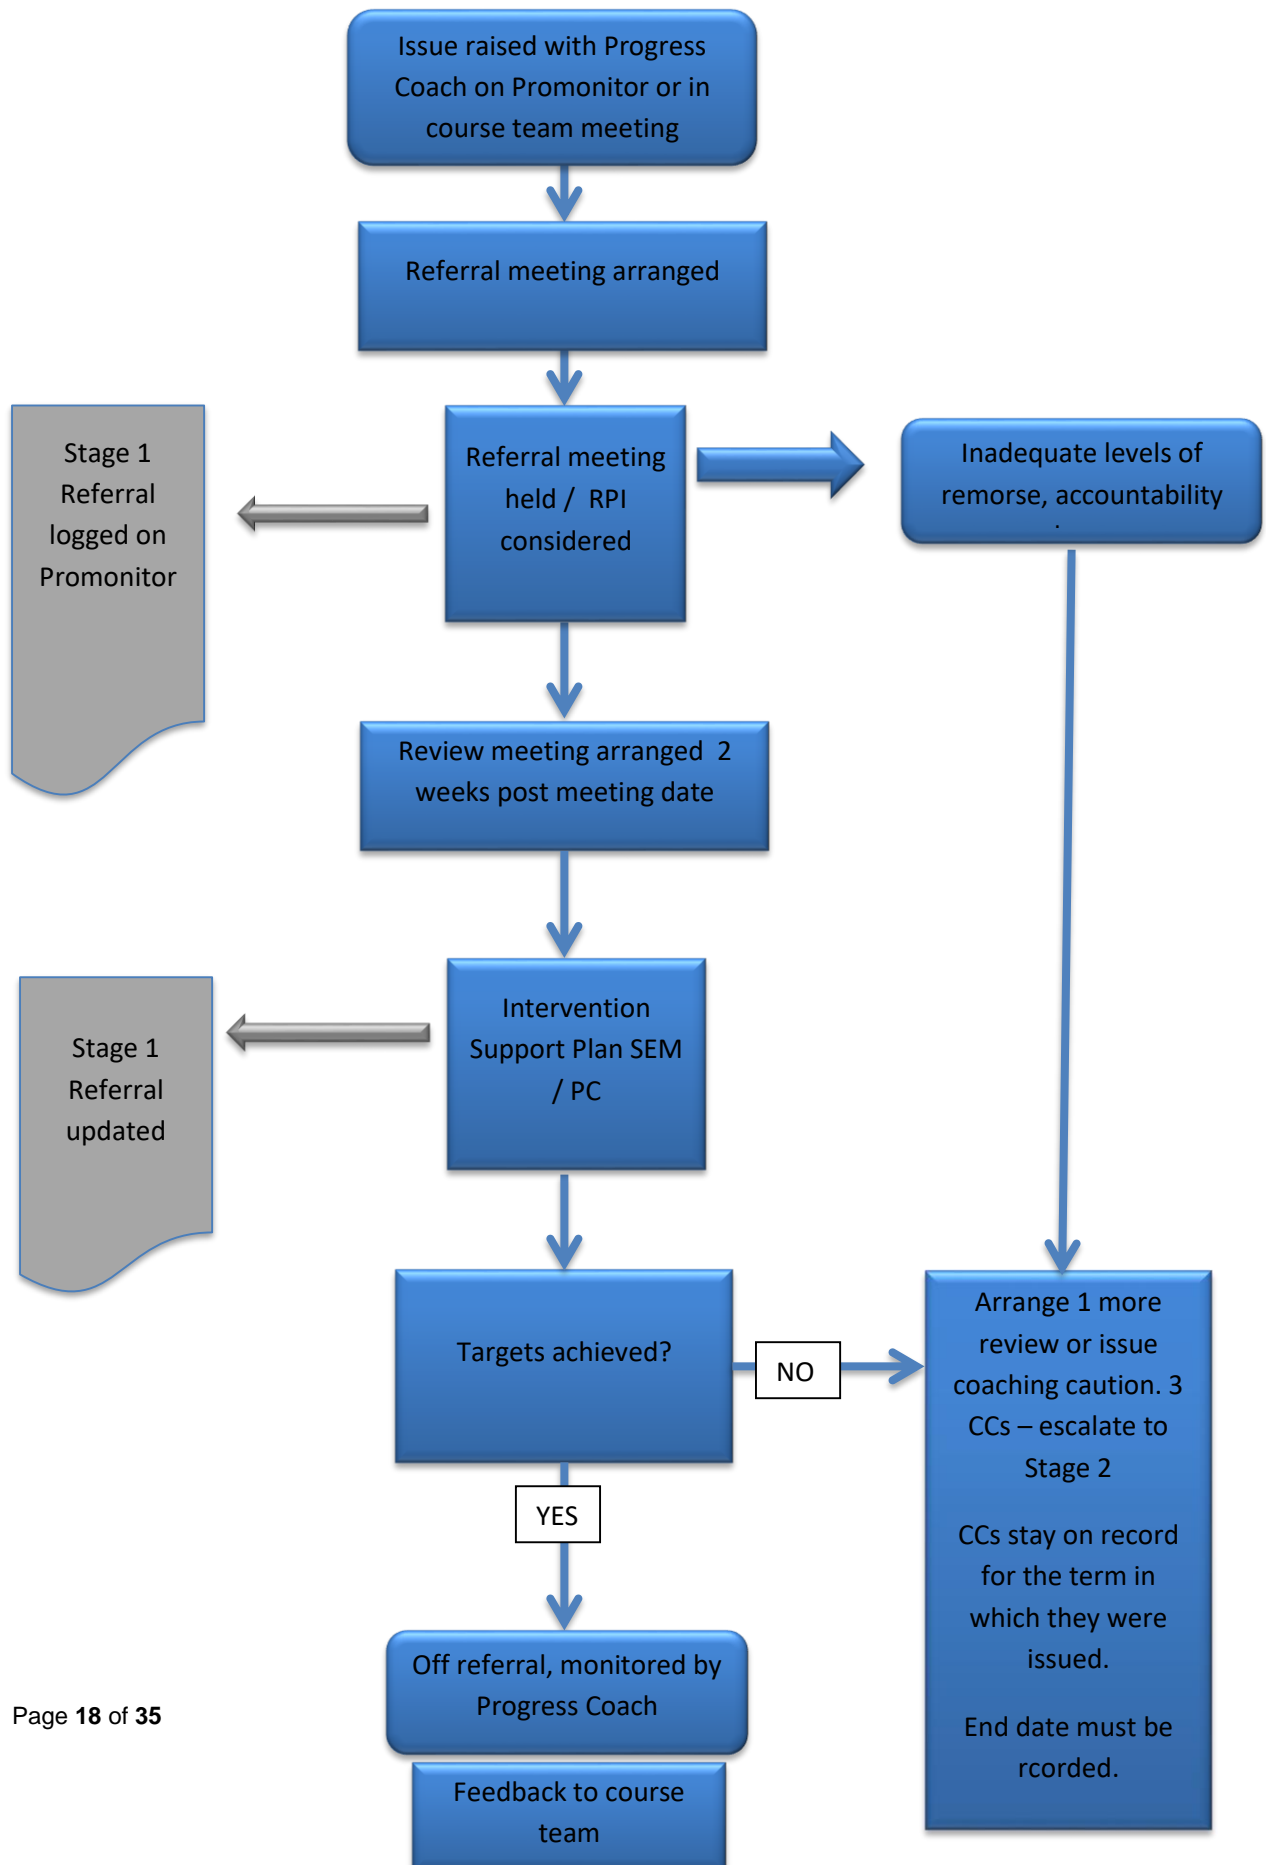 Issue raised with Progress
Coach on Promonitor or in
course team meeting
Referral meeting arranged
Stage 1
Referral
logged on
Promonitor
Referral meeting
held /  RPI
considered
Inadequate levels of
remorse, accountability
.
Review meeting arranged  2
weeks post meeting date
Stage 1
Referral
updated
Intervention
Support Plan SEM
/ PC
Targets achieved?
NO
Arrange 1 more
review or issue
coaching caution. 3
CCs – escalate to
Stage 2
CCs stay on record
for the term in
which they were
issued.
End date must be
rcorded.
YES
Off referral, monitored by
Progress Coach
Feedback to course
team
Page 18 of 35